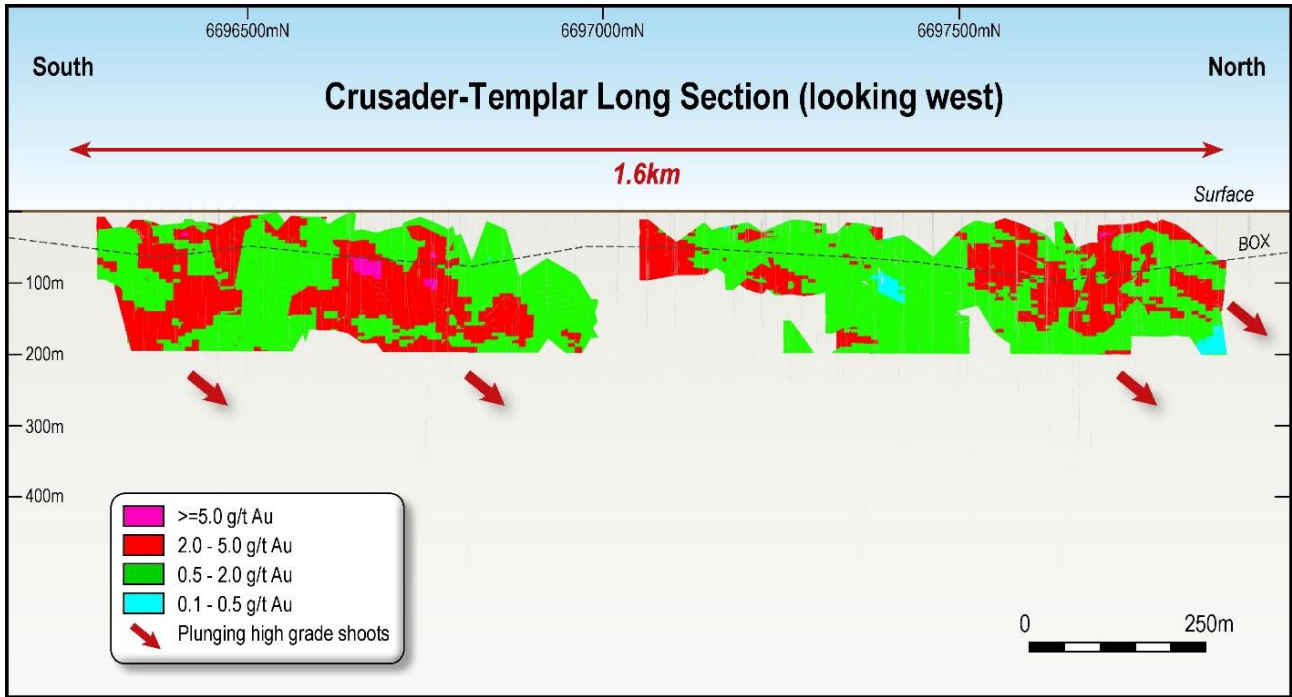 6696500mN 6697000mN 6697500mN
South North
Crusader-Templar Long Section (looking west)
1.6km
Surface
BOX
100m
200m
300m
400m
>=5.0 g/t Au
2.0 - 5.0 g/t Au
0.5 - 2.0 g/t Au
0.1 - 0.5 g/t Au
Plunging high grade shoots
0 250m